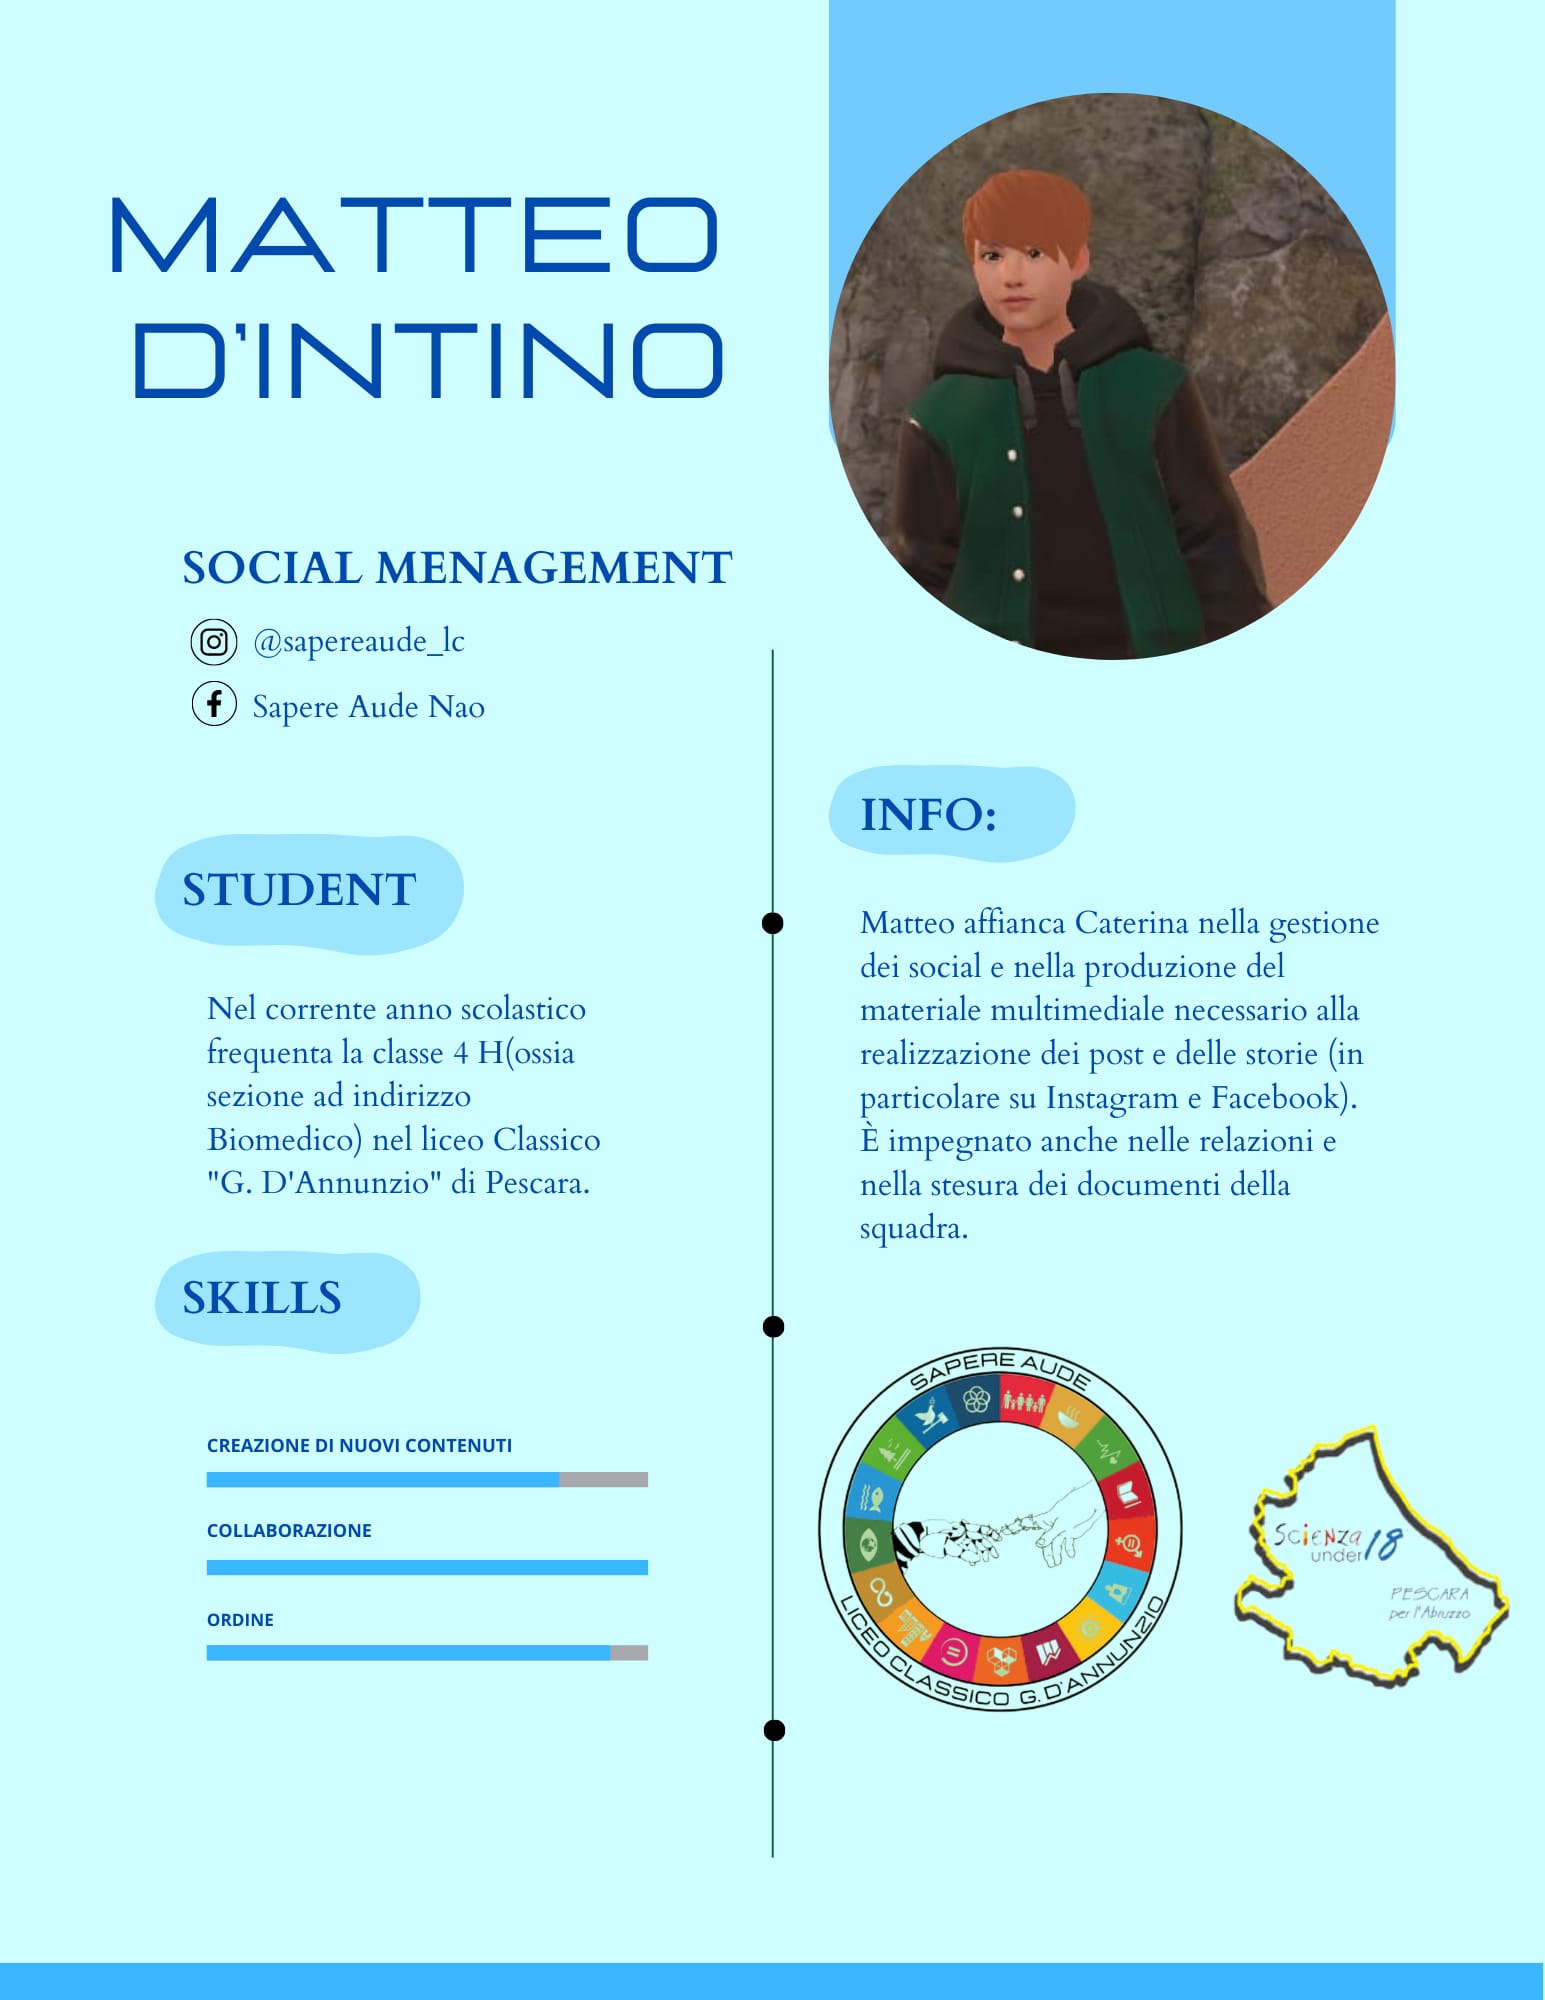 MATTEO
D'INTINO
SOCIAL MENAGEMENT
@sapereaude_lc
Sapere Aude Nao
STUDENT
Nel corrente anno scolastico
frequenta la classe 4 H(ossia
sezione ad indirizzo
Biomedico) nel liceo Classico
"G. D'Annunzio" di Pescara.
SKILLS
CREAZIONE DI NUOVI CONTENUTI
COLLABORAZIONE
ORDINE
INFO:
Matteo affianca Caterina nella gestione
dei social e nella produzione del
materiale multimediale necessario alla
realizzazione dei post e delle storie (in
particolare su Instagram e Facebook).
È impegnato anche nelle relazioni e
nella stesura dei documenti della
squadra.
SAPERE AUDE
LICEO CLASSICO G. D'ANNUNZIO
Scienza
under18
PESCARA
per l'Abruzzo